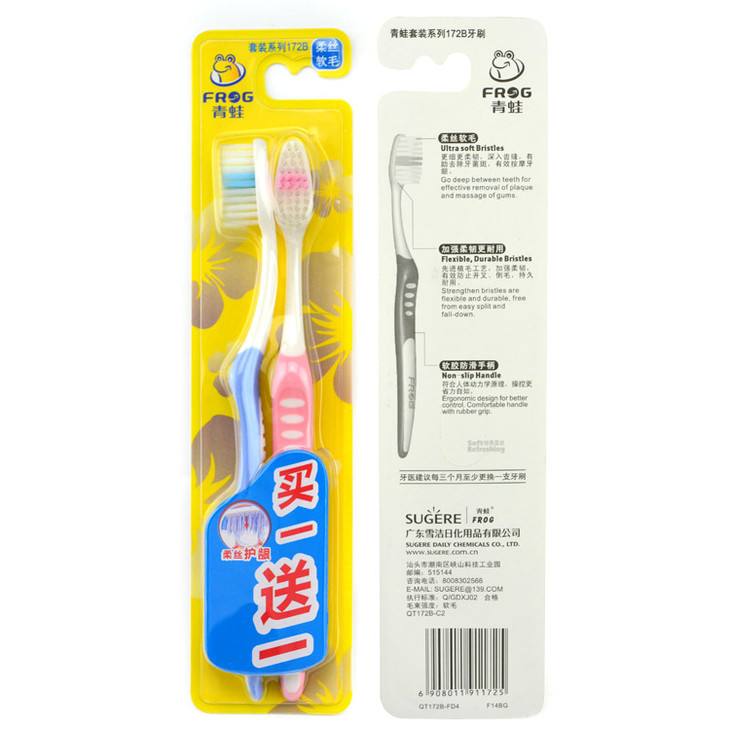 套装系列172B
柔丝
软毛
FROG
青蛙
买一送一
柔丝护龈
青蛙套装系列172B牙刷
FROG
青蛙
柔丝软毛
Ultra soft Bristles
更细更柔韧，深入齿缝，有
助去除牙菌斑，有效按摩牙
龈。
Go deep between teeth for
effective removal of plaque
and massage of gums.
加强柔韧更耐用
Flexible, Durable Bristles
先进植毛工艺，加强柔韧，
有效防止开叉、倒毛，持久
耐用。
Strengthen bristles are
flexible and durable, free
from easy split and
fall-down.
软胶防滑手柄
Non-slip Handle
符合人体动力学原理，操控更
省力自如。
Ergonomic design for better
control. Comfortable handle
with rubber grip.
FROG
Soft
Refreshing
牙医建议每三个月至少更换一支牙刷
SUGERE
青蛙®
FROG
广东雪洁日化用品有限公司
SUGERE DAILY CHEMICALS CO., LTD.
www.sugere.com.cn
汕头市潮南区峡山科技工业园
邮编：515144
咨询电话：8008302566
E-MAIL: SUGERE@139.COM
执行标准：Q/GDXJ02 合格
毛束强度：软毛
QT172B-C2
6 908011 911725
QT172B-FD4 F14BG